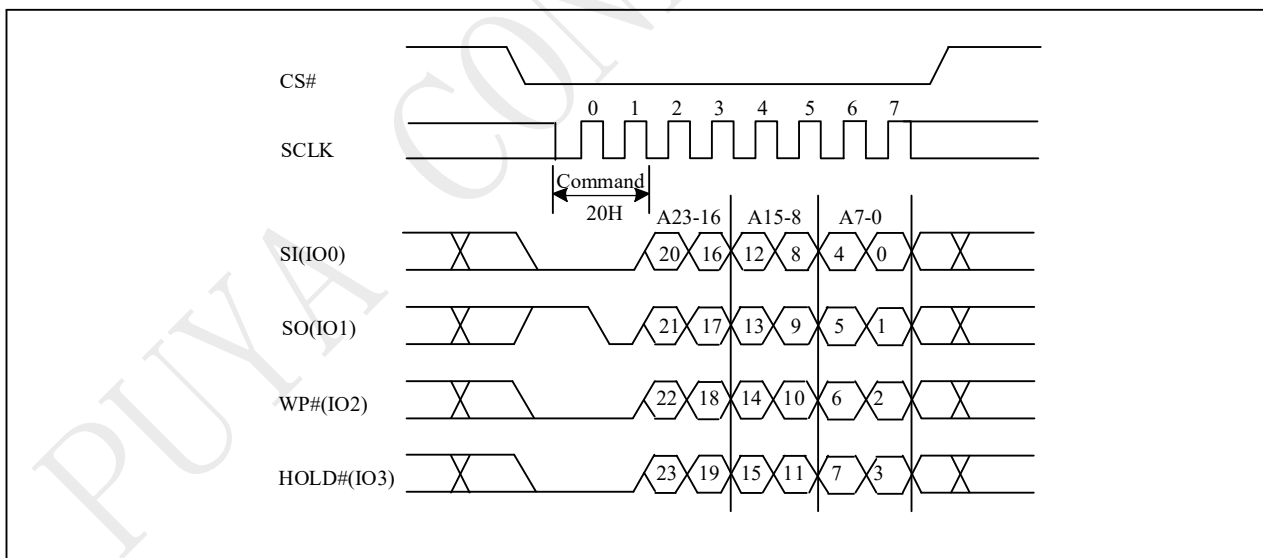 PUYA CON
CS#
0 1 2 3 4 5 6 7
SCLK
Command
20H
A23-16 A15-8 A7-0
SI(IO0) 20 16 12 8 4 0
SO(IO1) 21 17 13 9 5 1
WP#(IO2) 22 18 14 10 6 2
HOLD#(IO3) 23 19 15 11 7 3